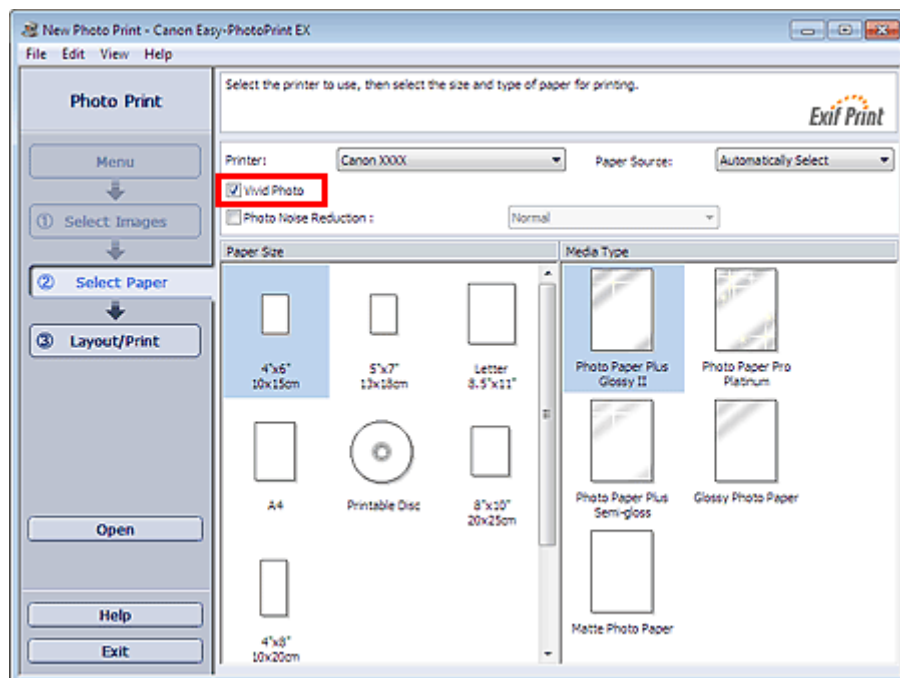 New Photo Print - Canon Easy-PhotoPrint EX
File Edit View Help
Photo Print
Select the printer to use, then select the size and type of paper for printing.
Exif Print
Menu
① Select Images
② Select Paper
③ Layout/Print
Open
Help
Exit
Printer: Canon XXXX Paper Source: Automatically Select
Vivid Photo
Photo Noise Reduction : Normal
Paper Size
4"x6"
10x15cm
5"x7"
13x18cm
Letter
8.5"x11"
A4
Printable Disc
8"x10"
20x25cm
4"x8"
10x20cm
Media Type
Photo Paper Plus
Glossy II
Photo Paper Pro
Platinum
Photo Paper Plus
Semi-gloss
Glossy Photo Paper
Matte Photo Paper